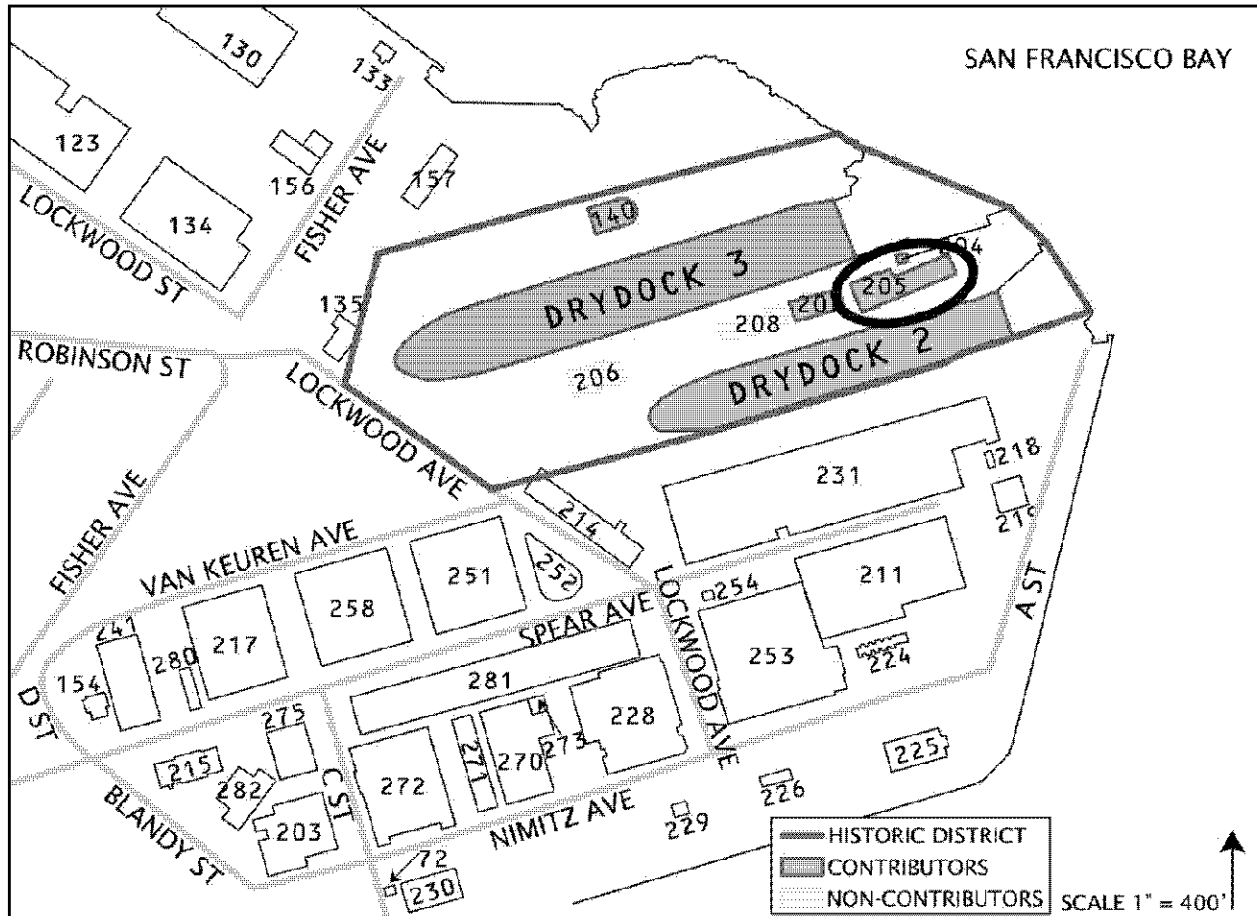 SAN FRANCISCO BAY
130
133
123
156
157
134
FISHER AVE
LOCKWOOD ST
140
DRYDOCK 3
204
205
208
135
ROBINSON ST
206
DRYDOCK 2
LOCKWOOD AVE
231
218
214
FISHER AVE
VAN KEUREN AVE
251
252
258
211
254
LOCKWOOD AVE
A ST
SPEAR AVE
241
217
280
253
224
154
D ST
281
228
275
273
270
271
272
225
215
282
C ST
226
BLANDY ST
203
NIMITZ AVE
229
72
230
HISTORIC DISTRICT
CONTRIBUTORS
NON-CONTRIBUTORS
SCALE 1" = 400'